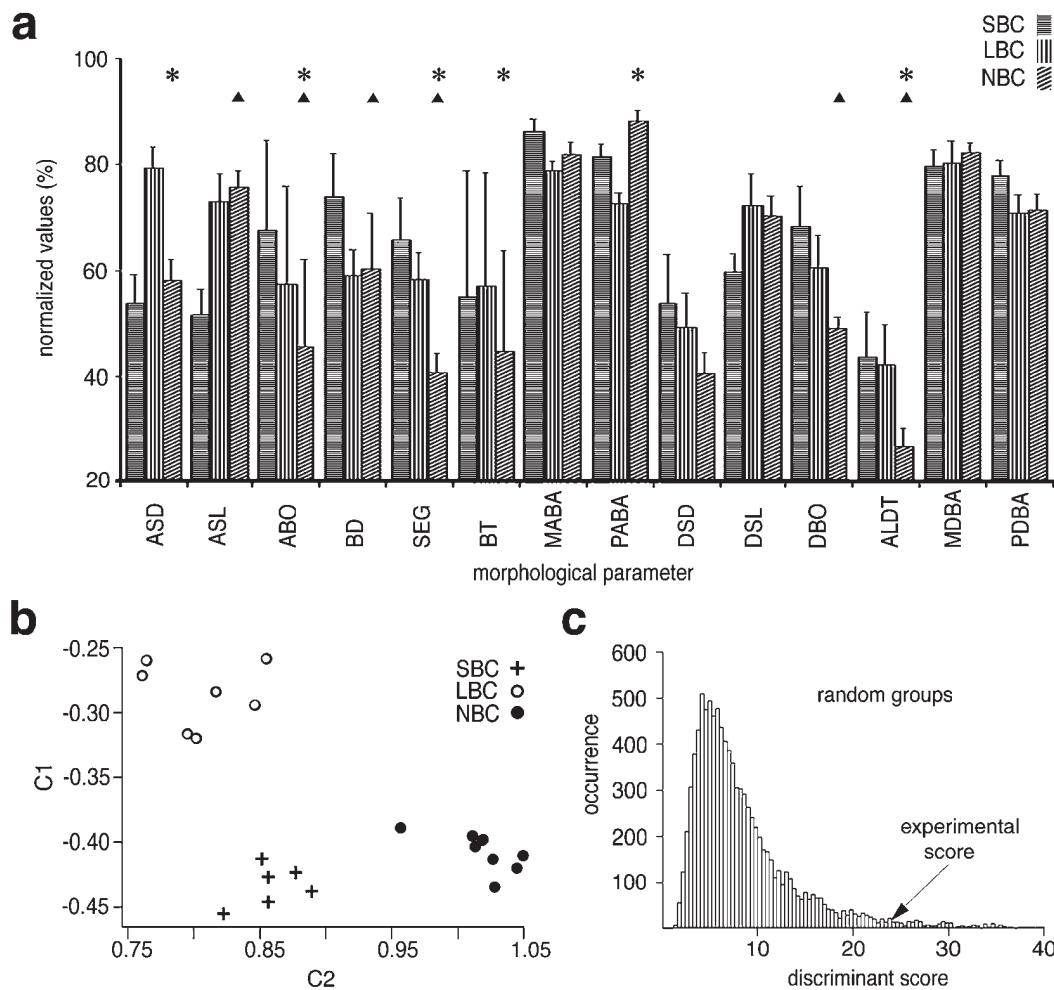 a
SBC
LBC
NBC
100
80
60
40
20
normalized values (%)
* * * * * *
▲ ▲ ▲ ▲ ▲ ▲
ASD ASL ABO BD SEG BT MABA PABA DSD DSL DBO ALDT MDBA PDBA
morphological parameter
b
-0.25
-0.30
-0.35
-0.40
-0.45
C1
SBC +
LBC
NBC
0.75 0.85 0.95 1.05
C2
c
600
500
400
300
200
100
occurrence
random groups
experimental
score
10 20 30 40
discriminant score